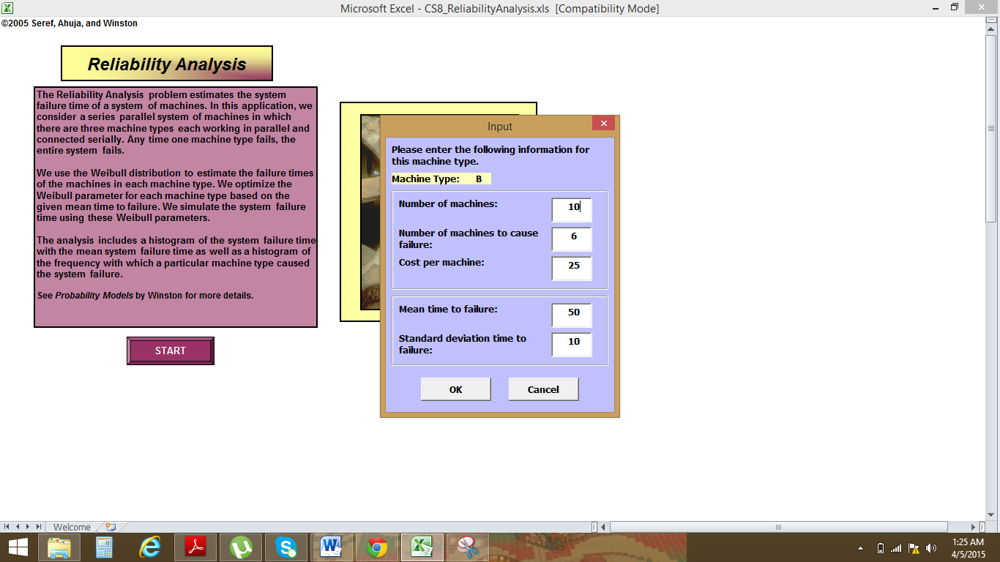 Microsoft Excel - CS8_ReliabilityAnalysis.xls [Compatibility Mode]
©2005 Seref, Ahuja, and Winston
Reliability Analysis
The Reliability Analysis problem estimates the system
failure time of a system of machines. In this application, we
consider a series parallel system of machines in which
there are three machine types each working in parallel and
connected serially. Any time one machine type fails, the
entire system fails.
We use the Weibull distribution to estimate the failure times
of the machines in each machine type. We optimize the
Weibull parameter for each machine type based on the
given mean time to failure. We simulate the system failure
time using these Weibull parameters.
The analysis includes a histogram of the system failure time
with the mean system failure time as well as a histogram of
the frequency with which a particular machine type caused
the system failure.
See Probability Models by Winston for more details.
START
Input
Please enter the following information for
this machine type.
Machine Type: B
Number of machines: 10
Number of machines to cause
failure: 6
Cost per machine: 25
Mean time to failure: 50
Standard deviation time to
failure: 10
OK Cancel
Welcome
1:25 AM
4/5/2015